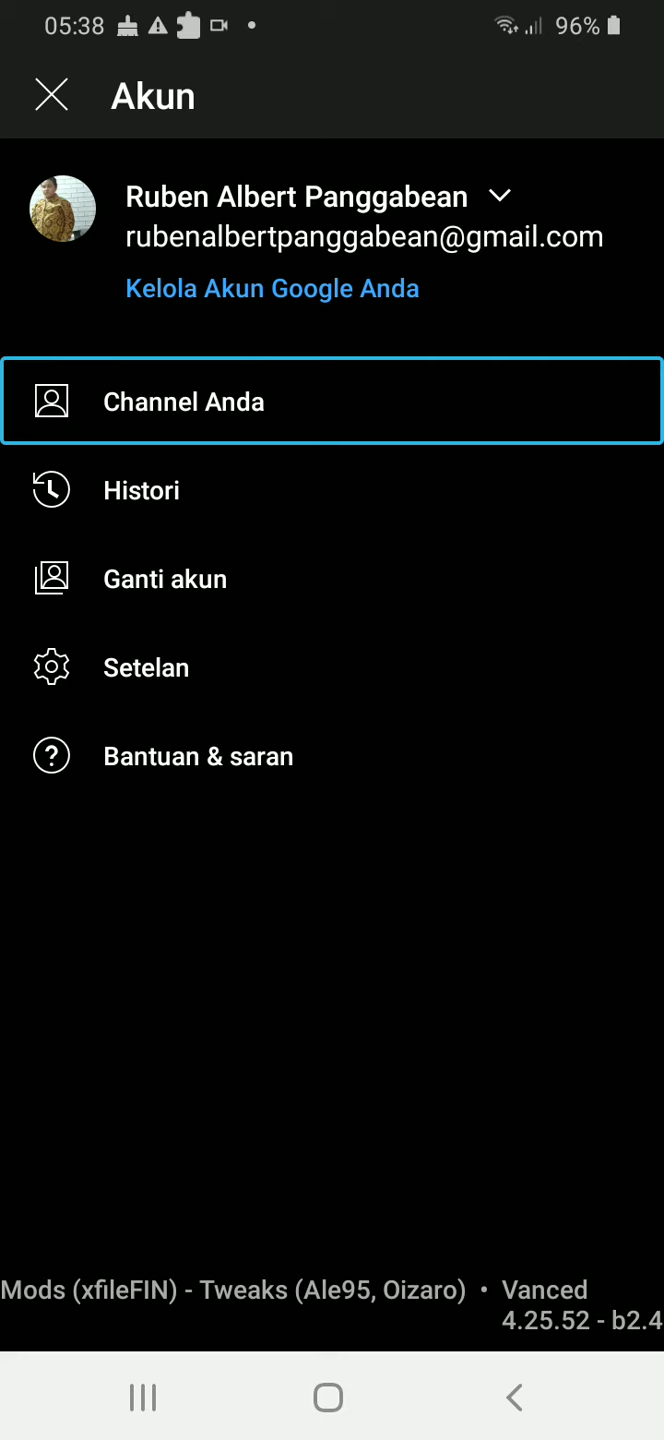 05:38 96%
Akun
Ruben Albert Panggabean
rubenalbertpanggabean@gmail.com
Kelola Akun Google Anda
Channel Anda
Histori
Ganti akun
Setelan
Bantuan & saran
Mods (xfileFIN) - Tweaks (Ale95, Oizaro) • Vanced
4.25.52 - b2.4